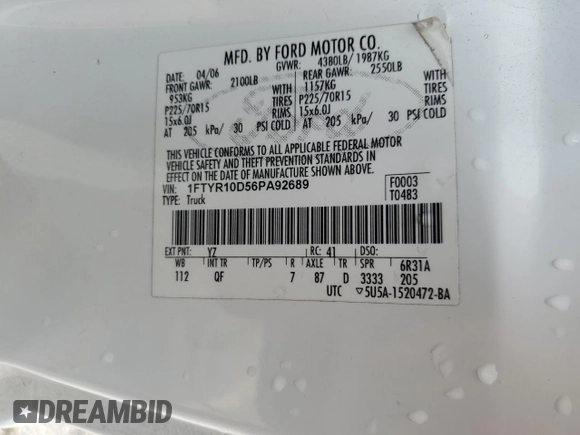 MFD. BY FORD MOTOR CO.
DATE: 04/06 GVWR: 4380LB/ 1987KG
FRONT GAWR: 2100LB REAR GAWR: 2550LB
953KG WITH 1157KG WITH
P225/70R15 TIRES P225/70R15 TIRES
15x6.0J RIMS 15x6.0J RIMS
AT 205 kPa/ 30 PSI COLD AT 205 kPa/ 30 PSI COLD
THIS VEHICLE CONFORMS TO ALL APPLICABLE FEDERAL MOTOR
VEHICLE SAFETY AND THEFT PREVENTION STANDARDS IN
EFFECT ON THE DATE OF MANUFACTURE SHOWN ABOVE.
VIN: 1FTYR10D56PA92689 F0003
TYPE: Truck T0483
EXT PNT: YZ RC: 41 DSO:
WB INT TR TP/PS R AXLE TR SPR 6R31A
112 QF 7 87 D 3333 205
UTC ▽5U5A-1520472-BA
DREAMBID